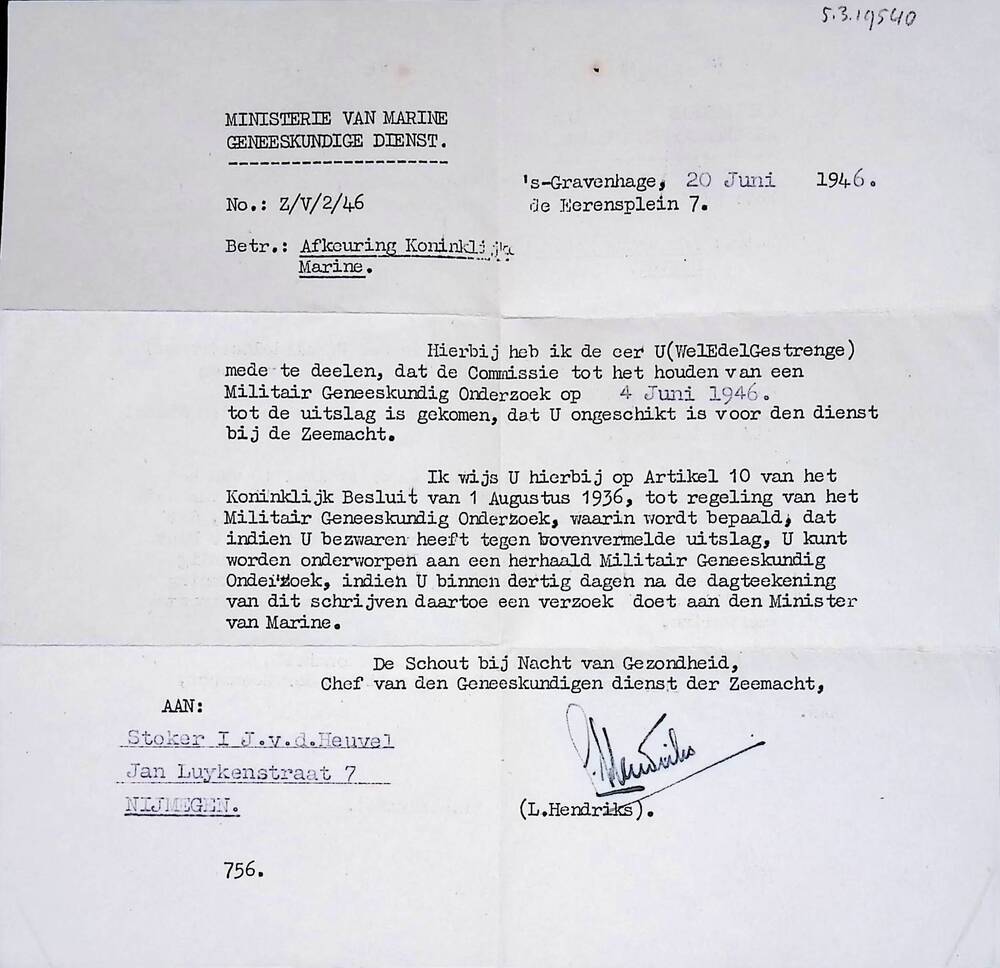 5.3.19540
MINISTERIE VAN MARINE
GENEESKUNDIGE DIENST.
's-Gravenhage, 20 Juni 1946.
de Eerensplein 7.
No.: Z/V/2/46
Betr.: Afkeuring Koninklijke
Marine.
Hierbij heb ik de eer U(WelEdelGestrenge)
mede te deelen, dat de Commissie tot het houden van een
Militair Geneeskundig Onderzoek op 4 Juni 1946.
tot de uitslag is gekomen, dat U ongeschikt is voor den dienst
bij de Zeemacht.
Ik wijs U hierbij op Artikel 10 van het
Koninklijk Besluit van 1 Augustus 1936, tot regeling van het
Militair Geneeskundig Onderzoek, waarin wordt bepaald, dat
indien U bezwaren heeft tegen bovenvermelde uitslag, U kunt
worden onderworpen aan een herhaald Militair Geneeskundig
Onderzoek, indien U binnen dertig dagen na de dagteekening
van dit schrijven daartoe een verzoek doet aan den Minister
van Marine.
De Schout bij Nacht van Gezondheid,
Chef van den Geneeskundigen dienst der Zeemacht,
AAN:
Stoker I J.v.d.Heuvel
Jan Luykenstraat 7
NIJMEGEN.
L.Hendriks
(L.Hendriks).
756.